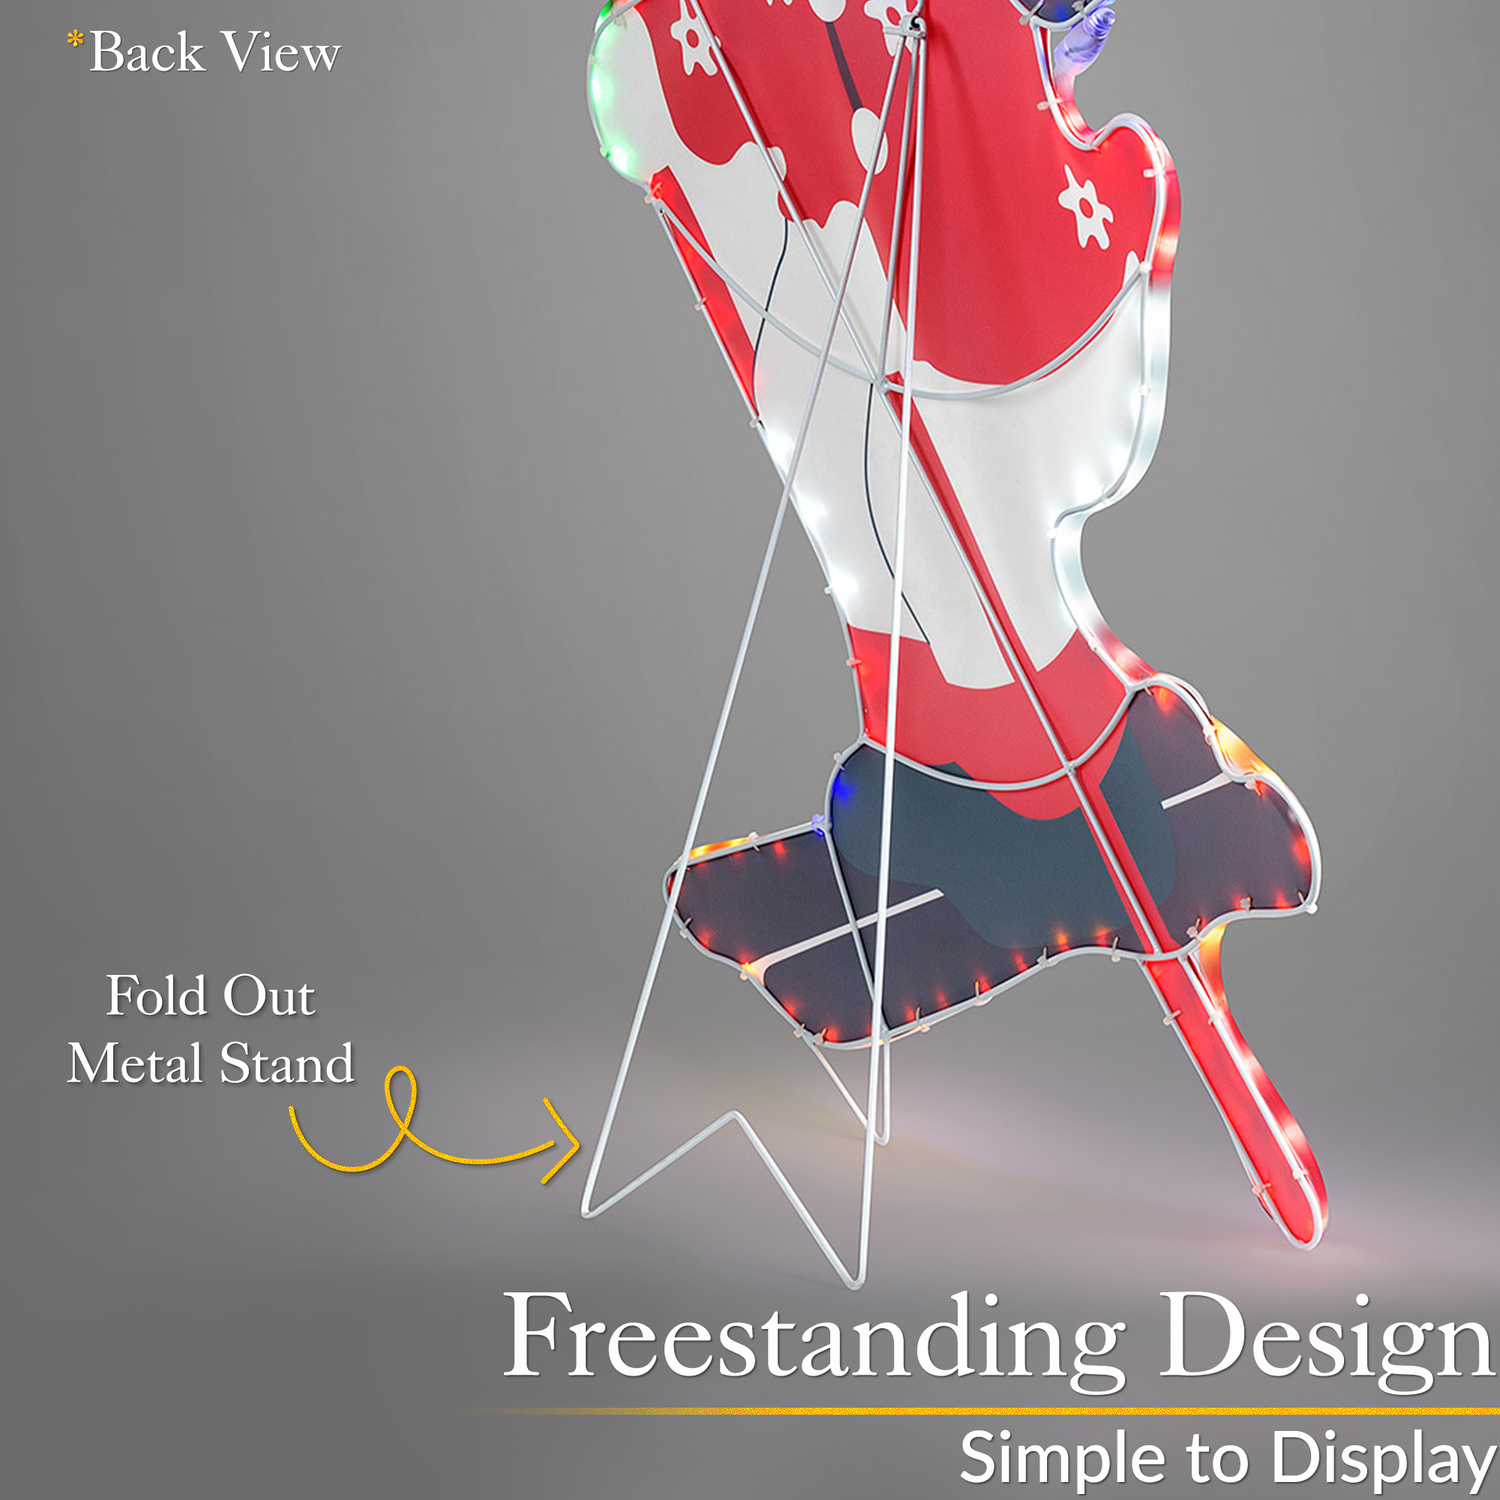 *Back View
Fold Out
Metal Stand
Freestanding Design
Simple to Display